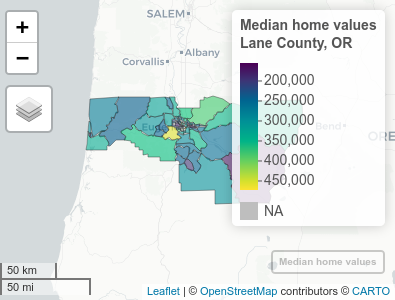 +
−
SALEM
Albany
Corvallis
Eu
Bend
ORE
Median home values
Lane County, OR
200,000
250,000
300,000
350,000
400,000
450,000
NA
Median home values
50 km
50 mi
Leaflet | © OpenStreetMap contributors © CARTO